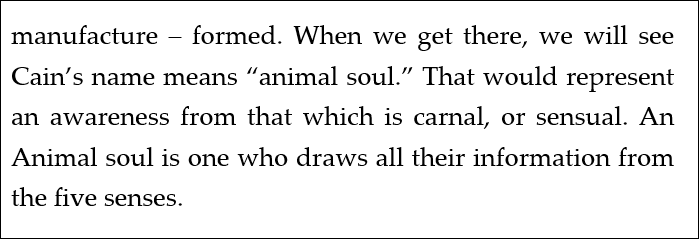 manufacture – formed. When we get there, we will see
Cain’s name means “animal soul.” That would represent
an awareness from that which is carnal, or sensual. An
Animal soul is one who draws all their information from
the five senses.